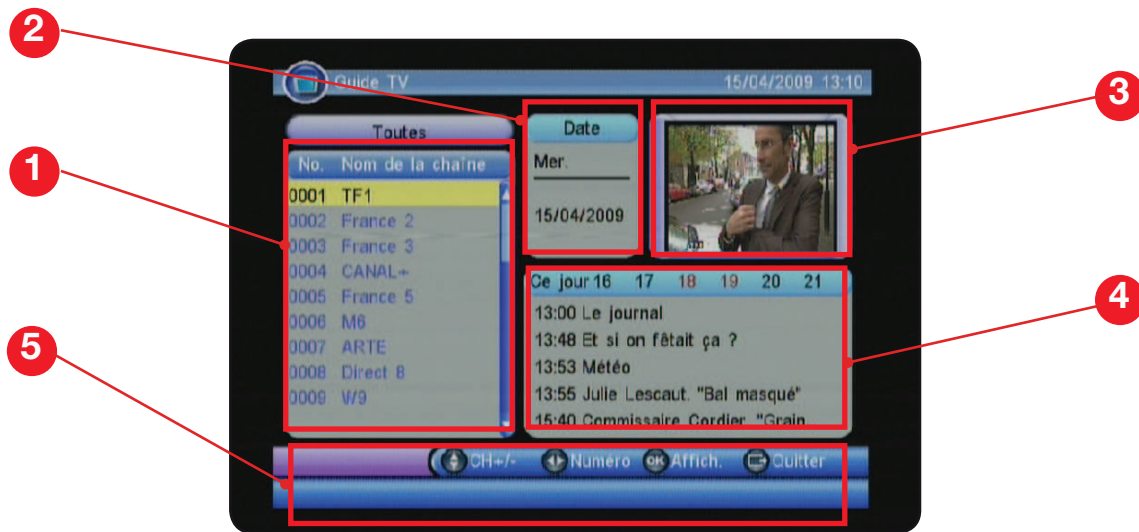 2
Guide TV 15/04/2009 13:10
3
Toutes
Date
1
No. Nom de la chaîne
Mer.
0001 TF1
0002 France 2
15/04/2009
0003 France 3
0004 CANAL+
0005 France 5
0006 M6
0007 ARTE
0008 Direct 8
0009 W9
Ce jour 16 17 18 19 20 21
13:00 Le journal
13:48 Et si on fêtait ça ?
13:53 Météo
13:55 Julie Lescaut. "Bal masqué"
15:40 Commissaire Cordier. "Grain
4
5
CH+/- Numéro OK Affich. Quitter